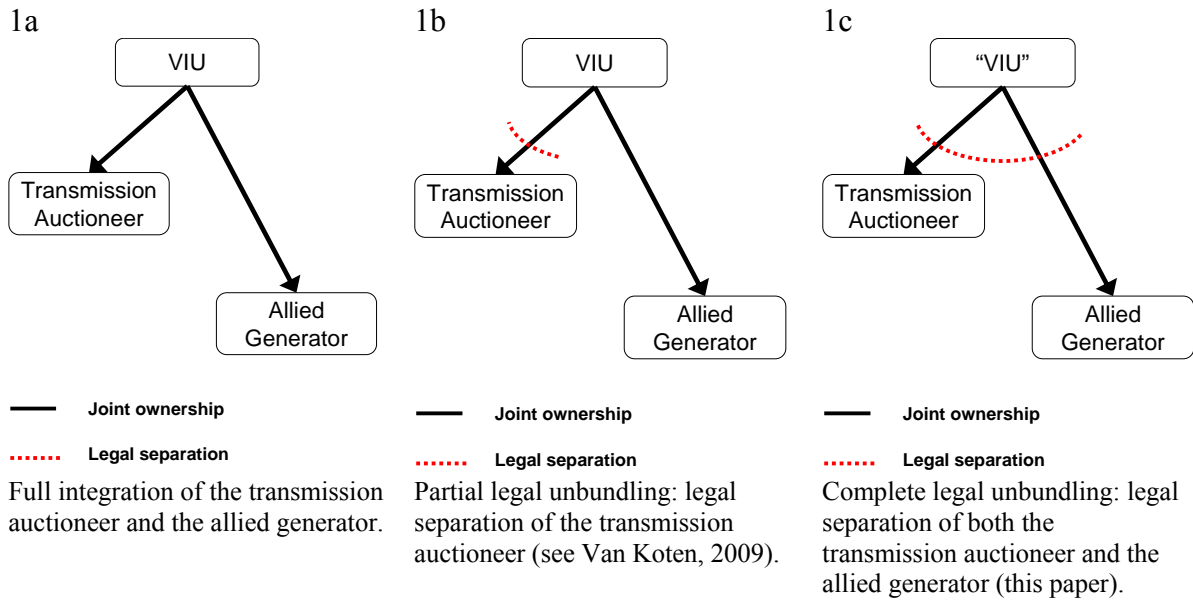 1a
VIU
Transmission
Auctioneer
Allied
Generator
Joint ownership
Legal separation
Full integration of the transmission
auctioneer and the allied generator.
1b
VIU
Transmission
Auctioneer
Allied
Generator
Joint ownership
Legal separation
Partial legal unbundling: legal
separation of the transmission
auctioneer (see Van Koten, 2009).
1c
“VIU”
Transmission
Auctioneer
Allied
Generator
Joint ownership
Legal separation
Complete legal unbundling: legal
separation of both the
transmission auctioneer and the
allied generator (this paper).